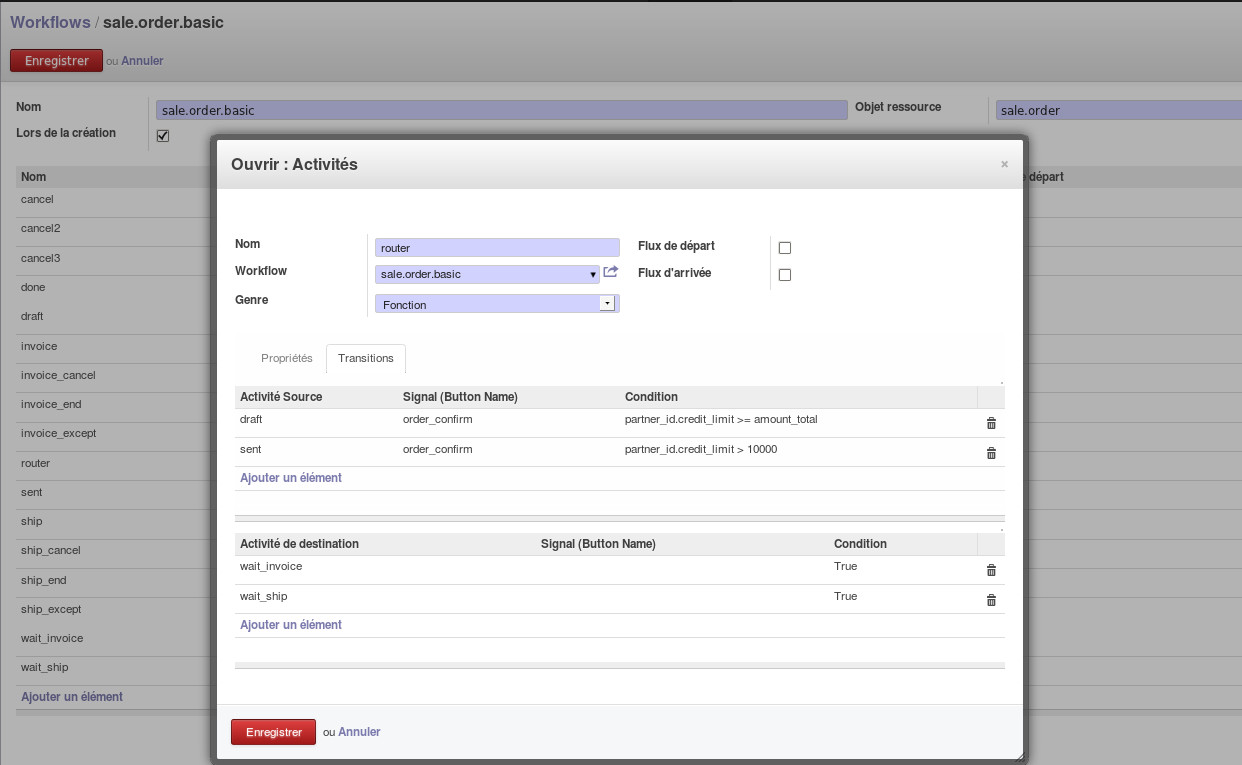 Workflows / sale.order.basic
Enregistrer ou Annuler
Nom sale.order.basic Objet ressource sale.order
Lors de la création
Nom
cancel
cancel2
cancel3
done
draft
invoice
invoice_cancel
invoice_end
invoice_except
router
sent
ship
ship_cancel
ship_end
ship_except
wait_invoice
wait_ship
Ajouter un élément
départ
Ouvrir : Activités ×
Nom router Flux de départ
Workflow sale.order.basic Flux d'arrivée
Genre Fonction
Propriétés Transitions
Activité Source Signal (Button Name) Condition
draft order_confirm partner_id.credit_limit >= amount_total
sent order_confirm partner_id.credit_limit > 10000
Ajouter un élément
Activité de destination Signal (Button Name) Condition
wait_invoice True
wait_ship True
Ajouter un élément
Enregistrer ou Annuler